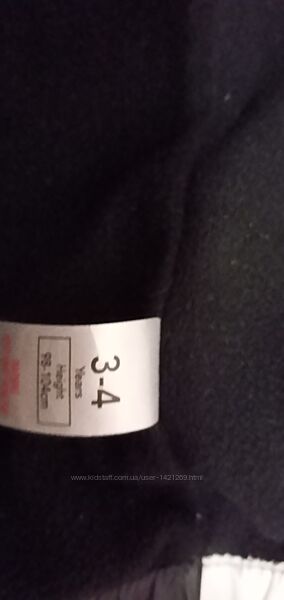 3-4
Years
Height
98-104cm
www.kidstaff.com.ua/user-1421269.html